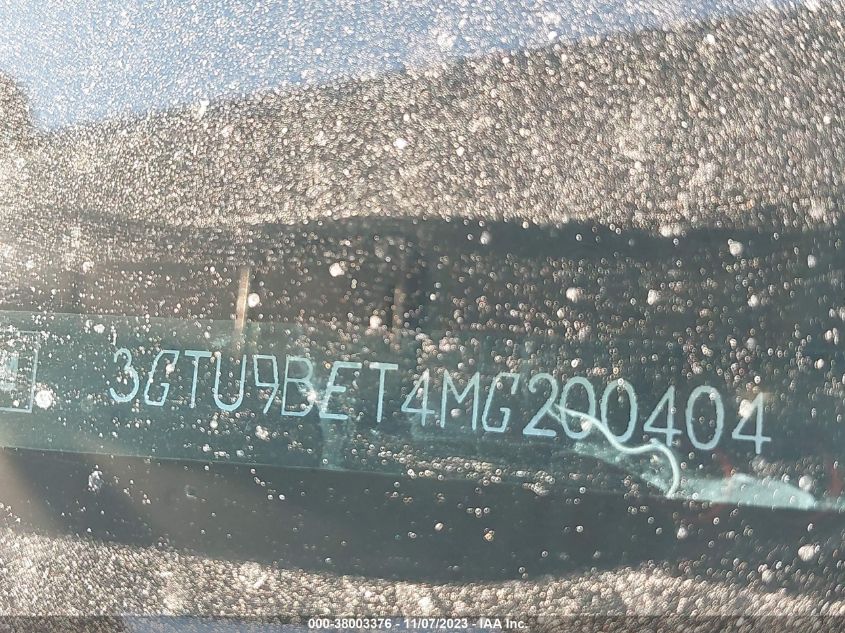 3GTU9BET4MG200404
000-38003376 — 11/07/2023 — IAA Inc.